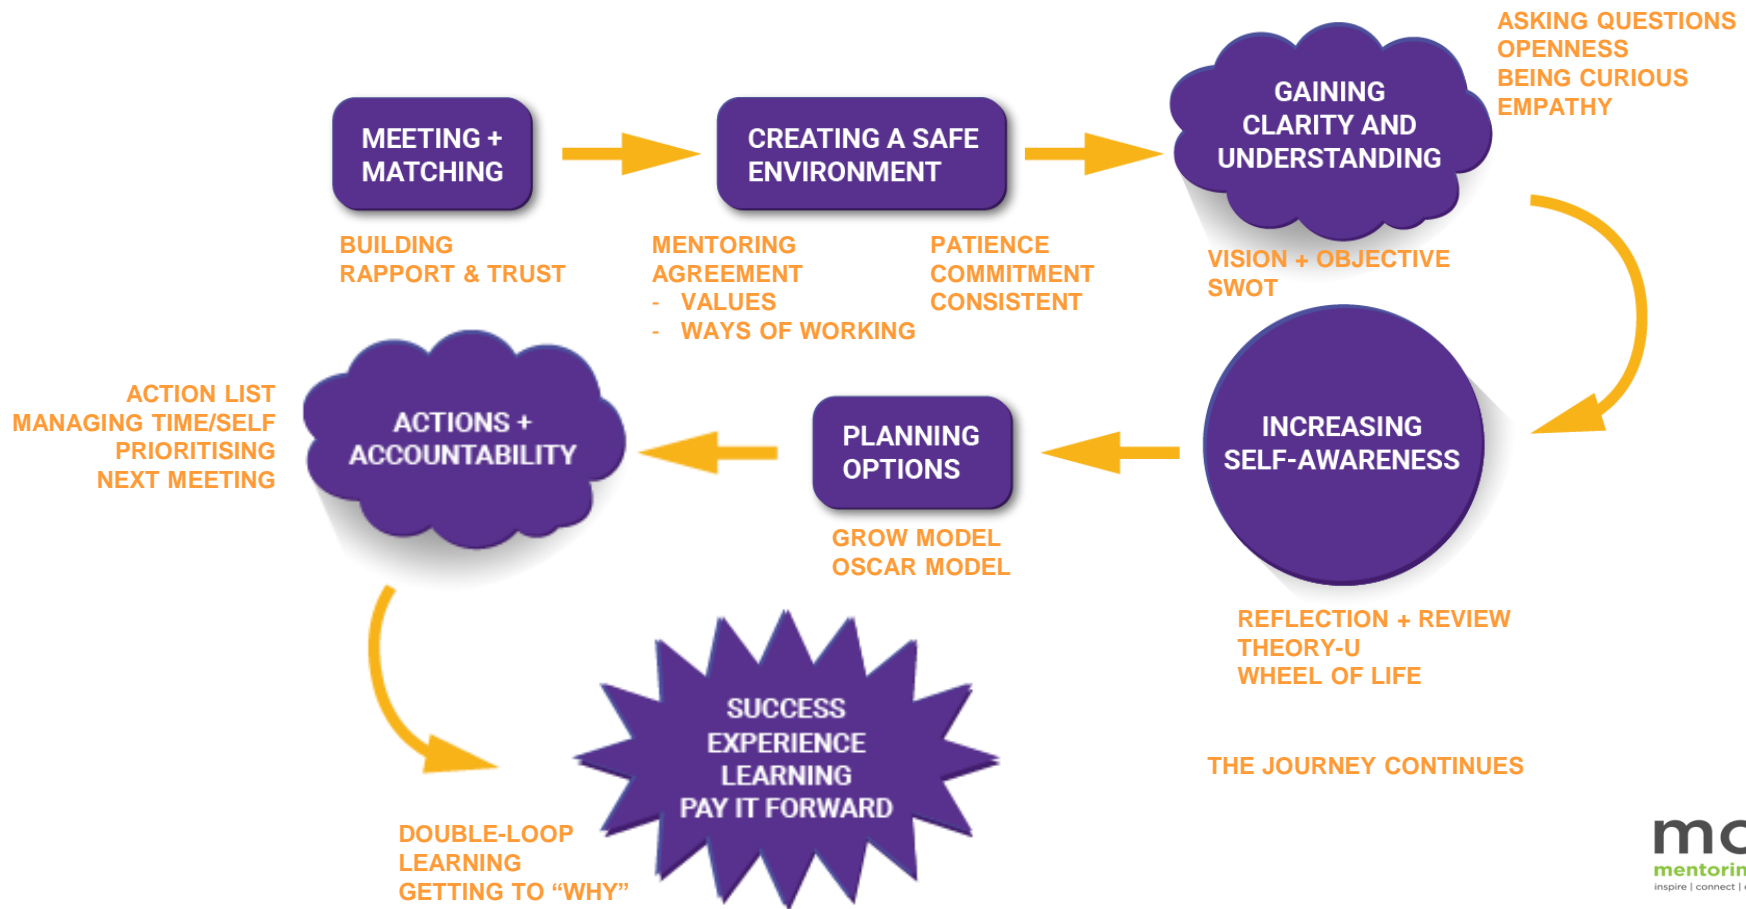 MEETING +
MATCHING
BUILDING
RAPPORT & TRUST
CREATING A SAFE
ENVIRONMENT
MENTORING
AGREEMENT
- VALUES
- WAYS OF WORKING
PATIENCE
COMMITMENT
CONSISTENT
GAINING
CLARITY AND
UNDERSTANDING
ASKING QUESTIONS
OPENNESS
BEING CURIOUS
EMPATHY
VISION + OBJECTIVE
SWOT
INCREASING
SELF-AWARENESS
REFLECTION + REVIEW
THEORY-U
WHEEL OF LIFE
PLANNING
OPTIONS
GROW MODEL
OSCAR MODEL
ACTIONS +
ACCOUNTABILITY
ACTION LIST
MANAGING TIME/SELF
PRIORITISING
NEXT MEETING
SUCCESS
EXPERIENCE
LEARNING
PAY IT FORWARD
DOUBLE-LOOP
LEARNING
GETTING TO “WHY”
THE JOURNEY CONTINUES
inspire | connect |